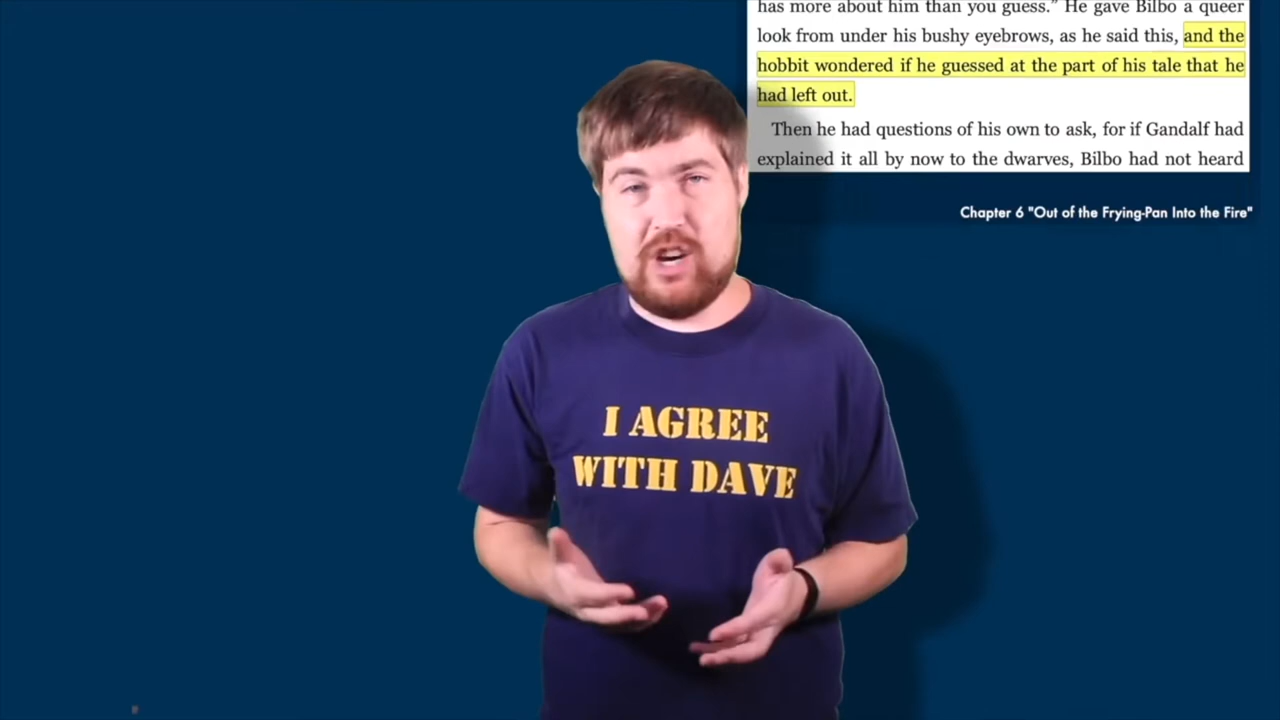 has more about him than you guess.” He gave Bilbo a queer
look from under his bushy eyebrows, as he said this, and the
hobbit wondered if he guessed at the part of his tale that he
had left out.
Then he had questions of his own to ask, for if Gandalf had
explained it all by now to the dwarves, Bilbo had not heard
Chapter 6 "Out of the Frying-Pan Into the Fire"
I AGREE
WITH DAVE